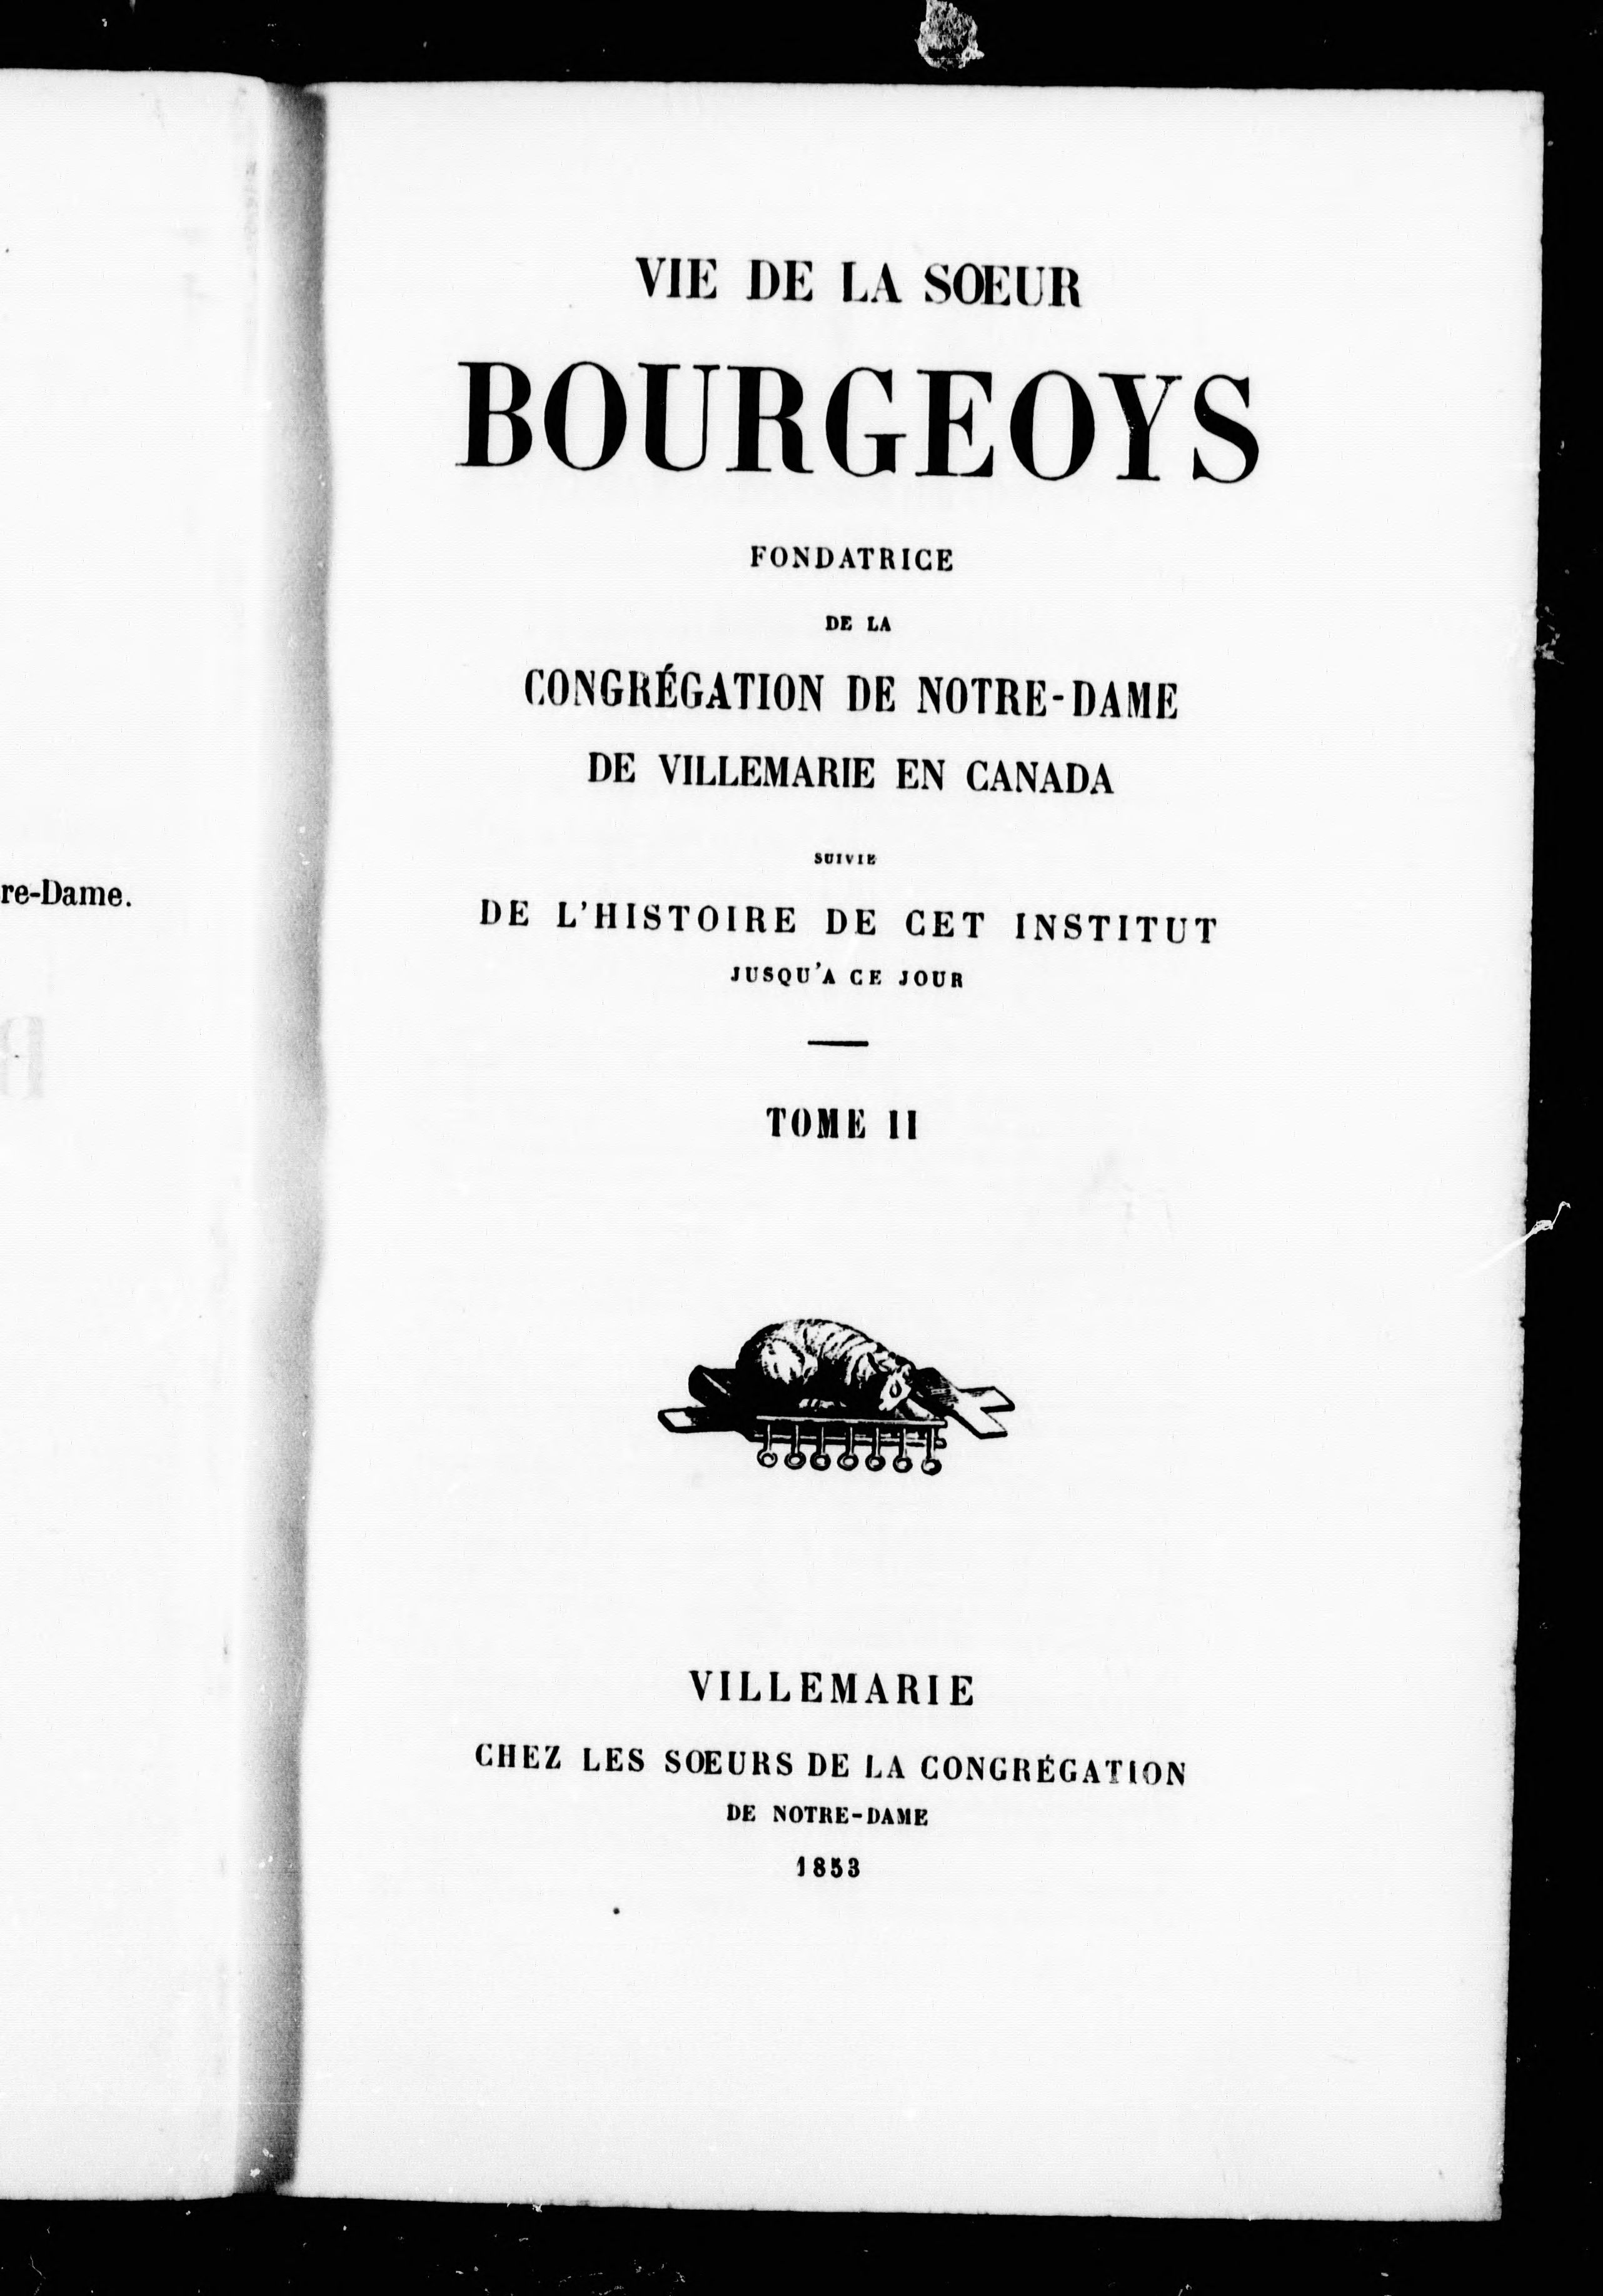 re-Dame.
VIE DE LA SŒUR
BOURGEOYS
FONDATRICE
DE LA
CONGRÉGATION DE NOTRE-DAME
DE VILLEMARIE EN CANADA
SUIVIE
DE L'HISTOIRE DE CET INSTITUT
JUSQU'A CE JOUR
TOME II
VILLEMARIE
CHEZ LES SŒURS DE LA CONGRÉGATION
DE NOTRE-DAME
1853